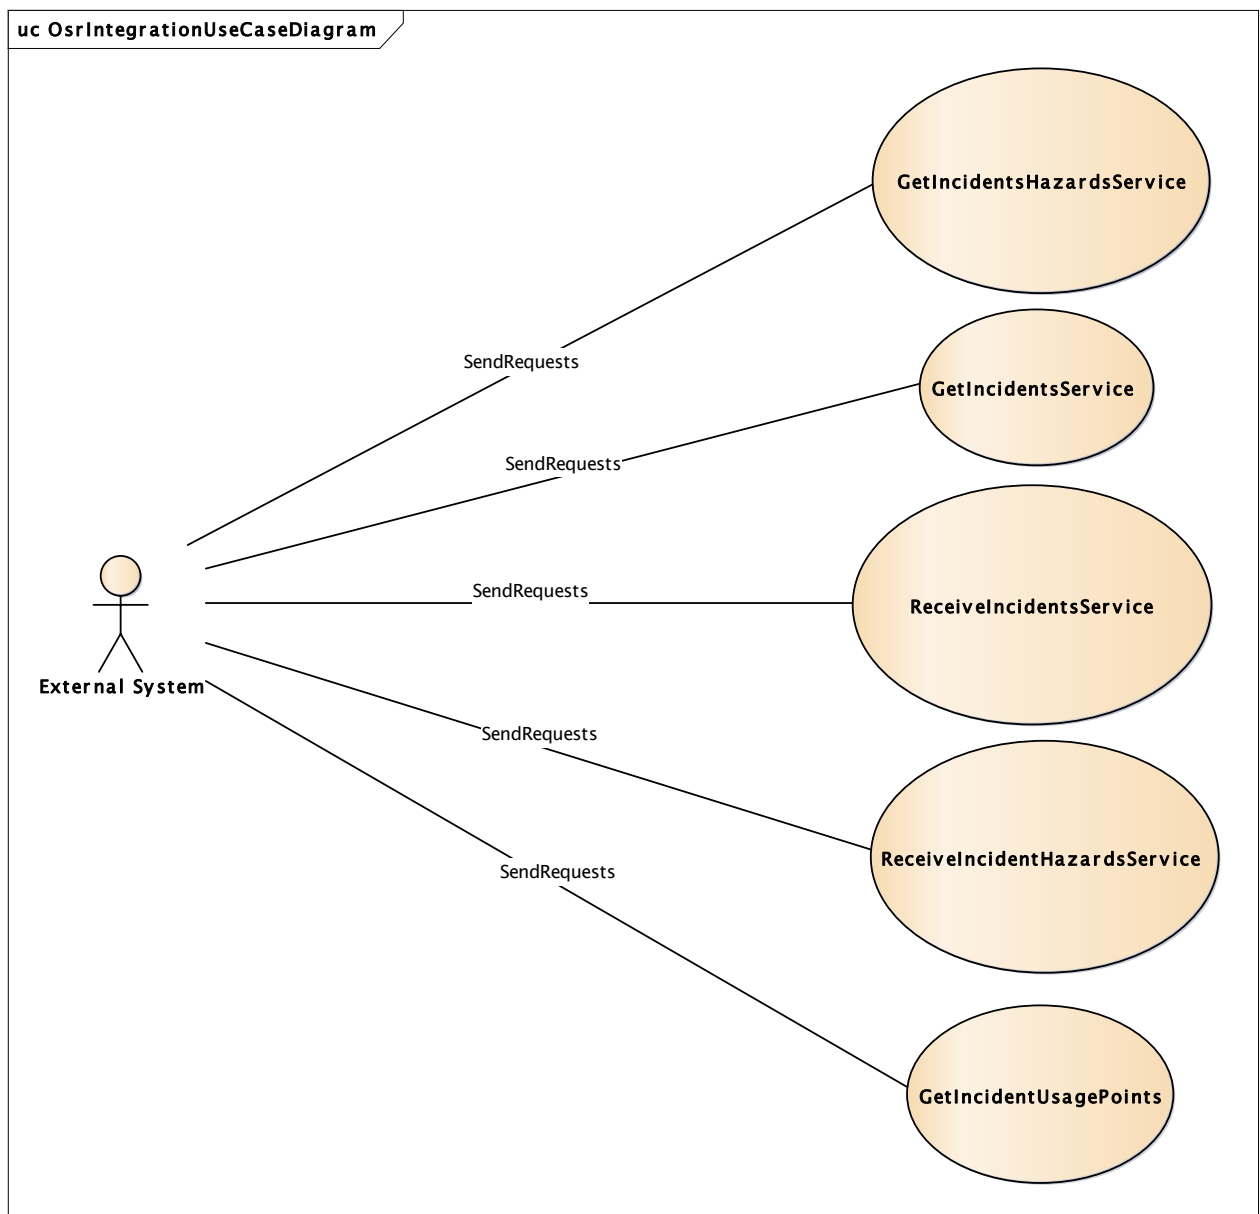 uc OsrIntegrationUseCaseDiagram
GetIncidentsHazardsService
SendRequests
GetIncidentsService
SendRequests
SendRequests
ReceiveIncidentsService
External System
SendRequests
ReceiveIncidentHazardsService
SendRequests
GetIncidentUsagePoints